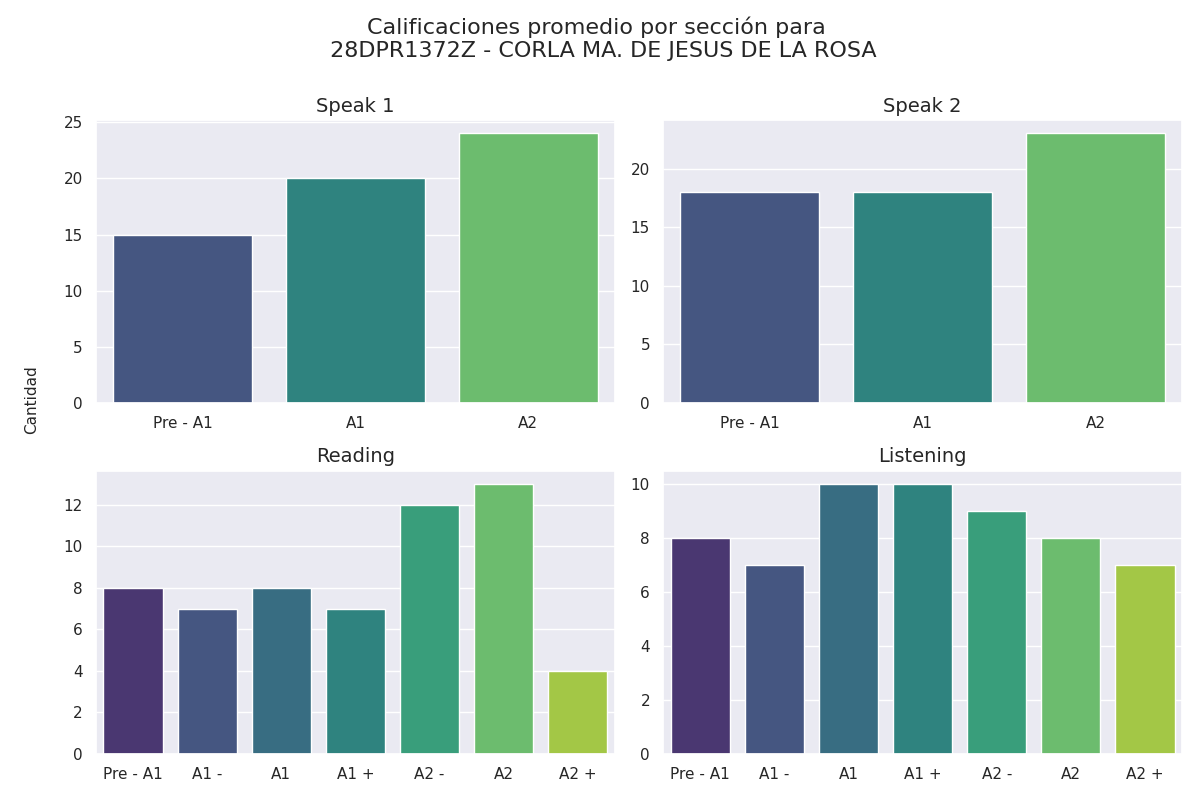 Calificaciones promedio por sección para
28DPR1372Z - CORLA MA. DE JESUS DE LA ROSA
Cantidad
Speak 1
25
20
15
10
5
0
Pre - A1 A1 A2
Speak 2
20
15
10
5
0
Pre - A1 A1 A2
Reading
12
10
8
6
4
2
0
Pre - A1 A1 - A1 A1 + A2 - A2 A2 +
Listening
10
8
6
4
2
0
Pre - A1 A1 - A1 A1 + A2 - A2 A2 +